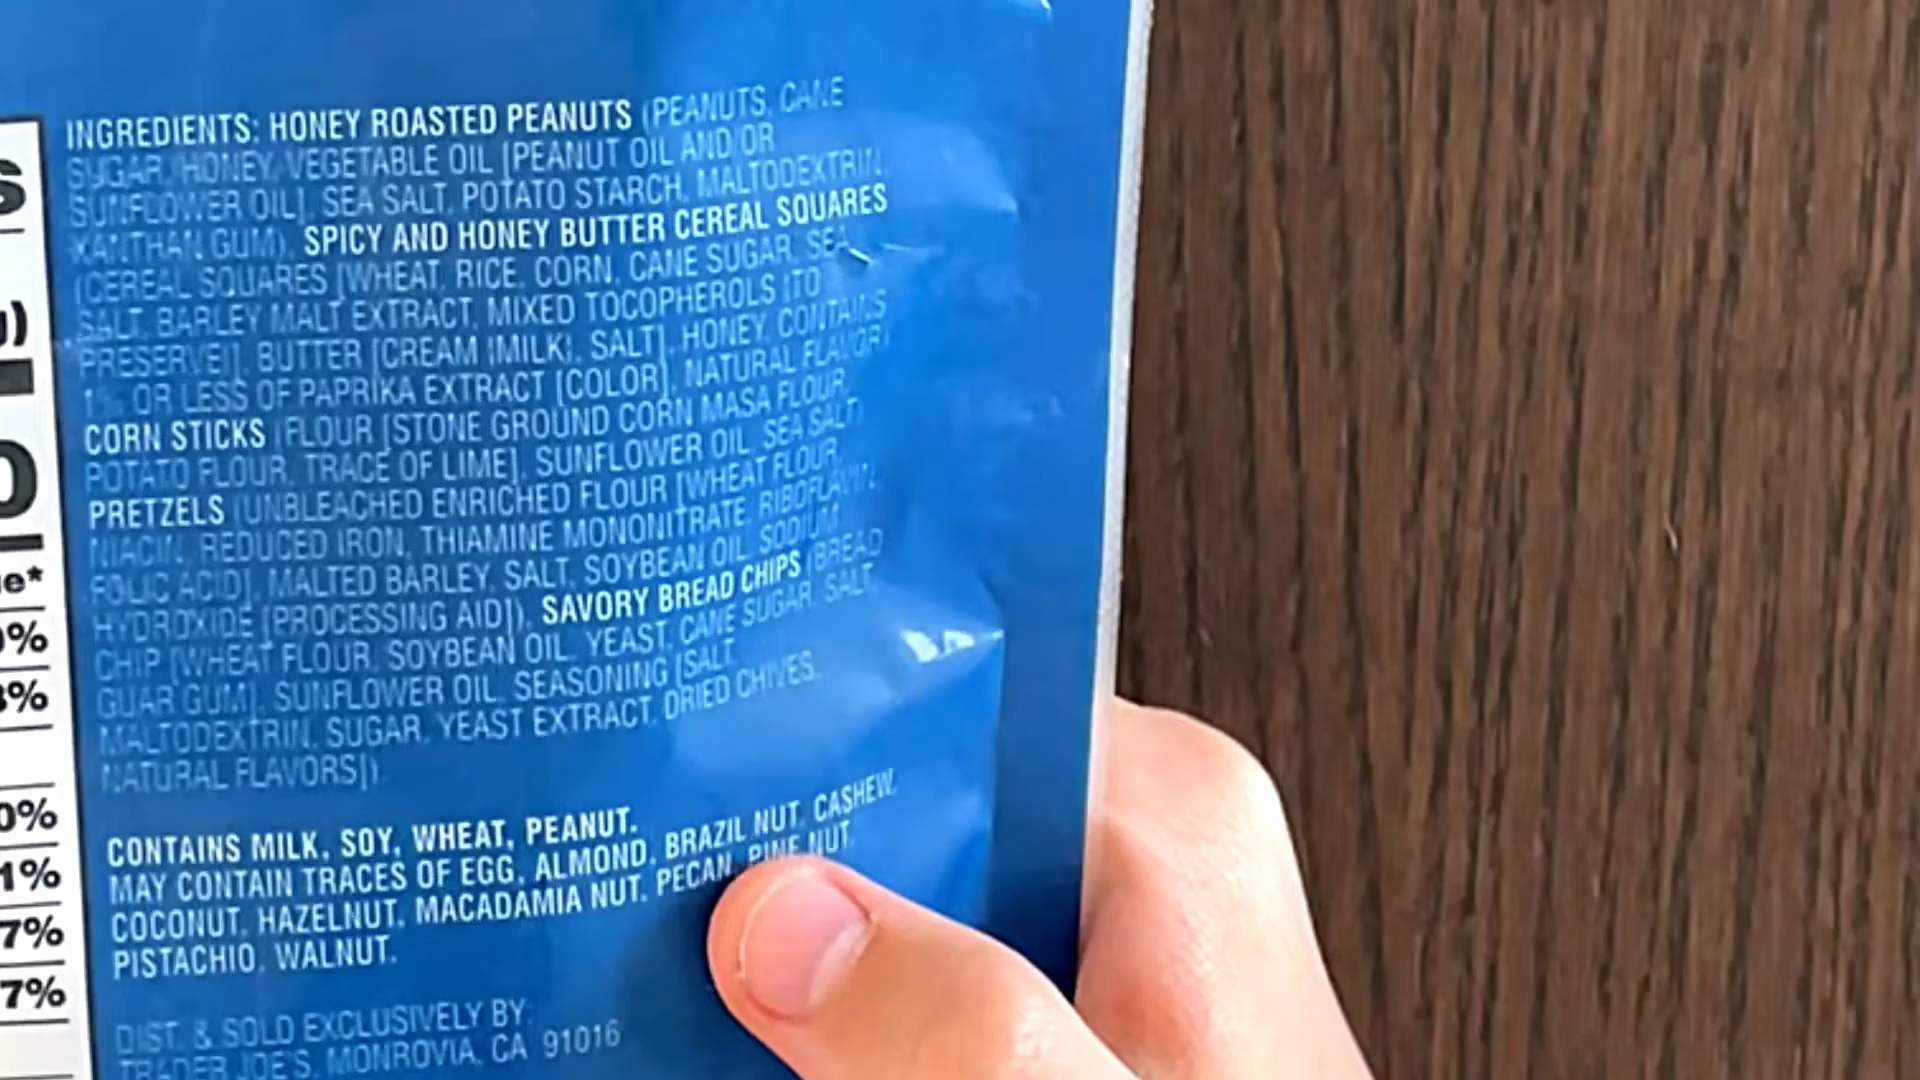 INGREDIENTS: HONEY ROASTED PEANUTS (PEANUTS, CANE
SUGAR, HONEY, VEGETABLE OIL [PEANUT OIL AND/OR
SUNFLOWER OIL], SEA SALT, POTATO STARCH, MALTODEXTRIN,
XANTHAN GUM), SPICY AND HONEY BUTTER CEREAL SQUARES
(CEREAL SQUARES [WHEAT, RICE, CORN, CANE SUGAR, SEA
SALT, BARLEY MALT EXTRACT, MIXED TOCOPHEROLS (TO
PRESERVE)], BUTTER [CREAM (MILK), SALT], HONEY, CONTAINS
1% OR LESS OF PAPRIKA EXTRACT [COLOR], NATURAL FLAVOR),
CORN STICKS (FLOUR [STONE GROUND CORN MASA FLOUR,
POTATO FLOUR, TRACE OF LIME], SUNFLOWER OIL, SEA SALT),
PRETZELS (UNBLEACHED ENRICHED FLOUR [WHEAT FLOUR,
NIACIN, REDUCED IRON, THIAMINE MONONITRATE, RIBOFLAVIN,
FOLIC ACID], MALTED BARLEY, SALT, SOYBEAN OIL, SODIUM
HYDROXIDE [PROCESSING AID]), SAVORY BREAD CHIPS (BREAD
CHIP [WHEAT FLOUR, SOYBEAN OIL, YEAST, CANE SUGAR, SALT,
GUAR GUM], SUNFLOWER OIL, SEASONING [SALT,
MALTODEXTRIN, SUGAR, YEAST EXTRACT, DRIED CHIVES,
NATURAL FLAVORS])
CONTAINS MILK, SOY, WHEAT, PEANUT.
MAY CONTAIN TRACES OF EGG, ALMOND, BRAZIL NUT, CASHEW,
COCONUT, HAZELNUT, MACADAMIA NUT, PECAN, PINE NUT,
PISTACHIO, WALNUT.
DIST. & SOLD EXCLUSIVELY BY:
TRADER JOE'S, MONROVIA, CA 91016
0%
1%
7%
7%